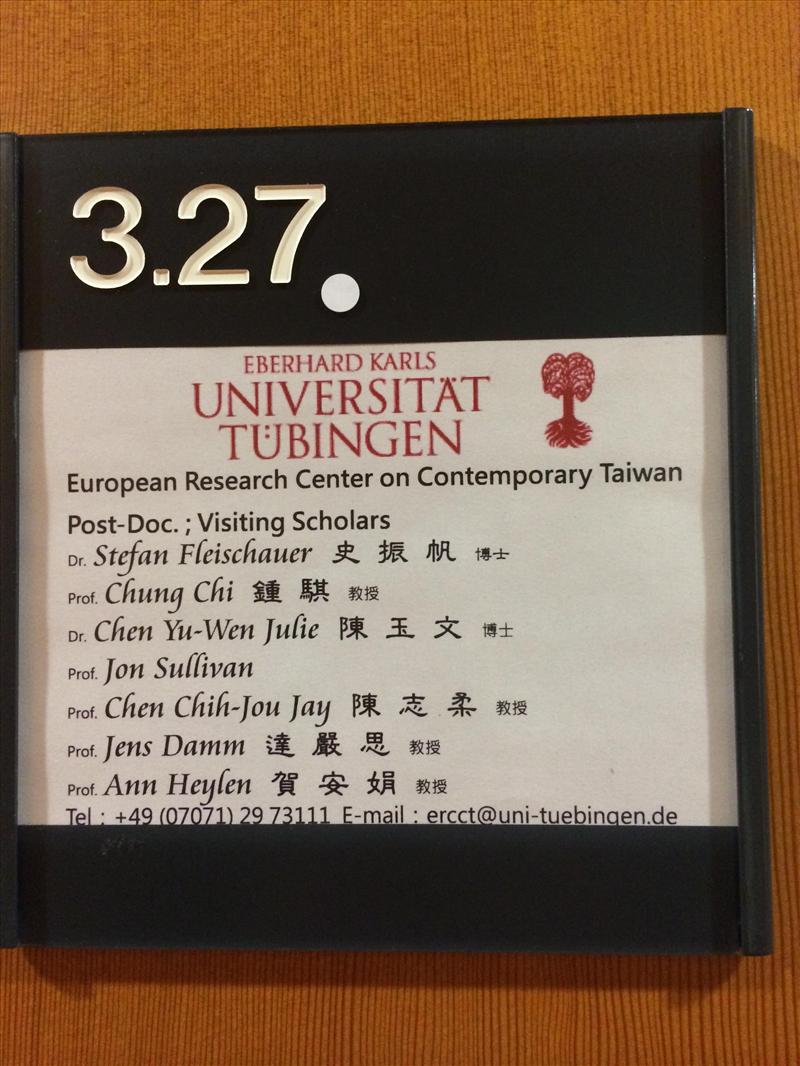 3.27
EBERHARD KARLS
UNIVERSITÄT
TÜBINGEN
European Research Center on Contemporary Taiwan
Post-Doc. ; Visiting Scholars
Dr. Stefan Fleischauer 史振帆 博士
Prof. Chung Chi 鍾騏 教授
Dr. Chen Yu-Wen Julie 陳玉文 博士
Prof. Jon Sullivan
Prof. Chen Chih-Jou Jay 陳志柔 教授
Prof. Jens Damm 達嚴思 教授
Prof. Ann Heylen 賀安娟 教授
Tel : +49 (07071) 29 73111 E-mail : ercct@uni-tuebingen.de